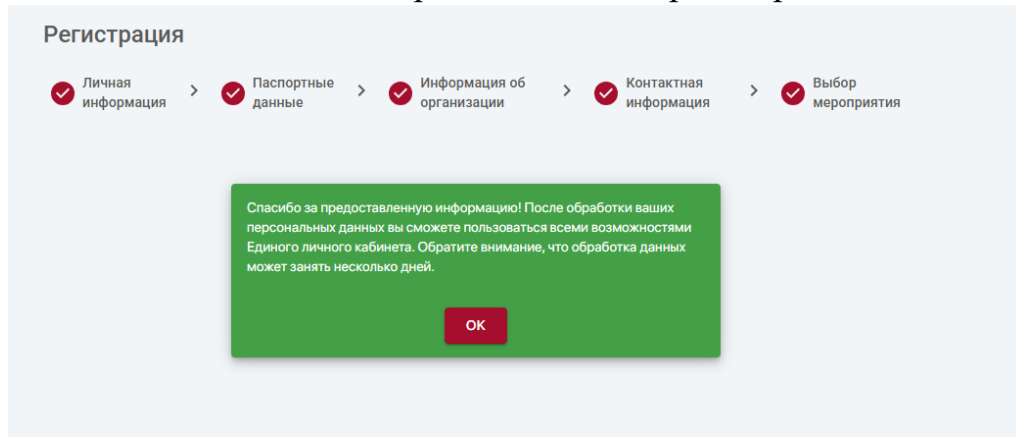 Регистрация
Личная
информация
Паспортные
данные
Информация об
организации
Контактная
информация
Выбор
мероприятия
Спасибо за предоставленную информацию! После обработки ваших
персональных данных вы сможете пользоваться всеми возможностями
Единого личного кабинета. Обратите внимание, что обработка данных
может занять несколько дней.
ОК